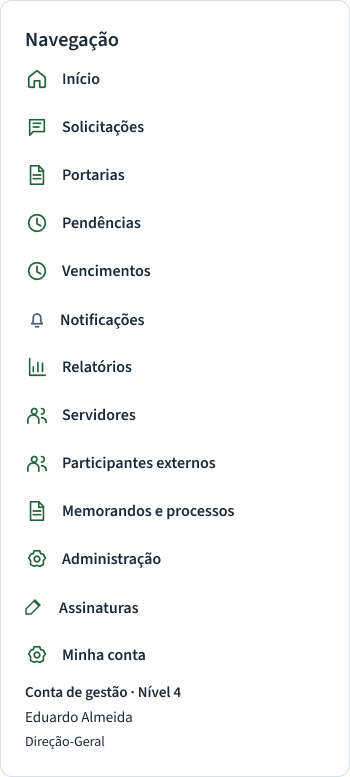 Navegação
Início
Solicitações
Portarias
Pendências
Vencimentos
Notificações
Relatórios
Servidores
Participantes externos
Memorandos e processos
Administração
Assinaturas
Minha conta
Conta de gestão · Nível 4
Eduardo Almeida
Direção-Geral